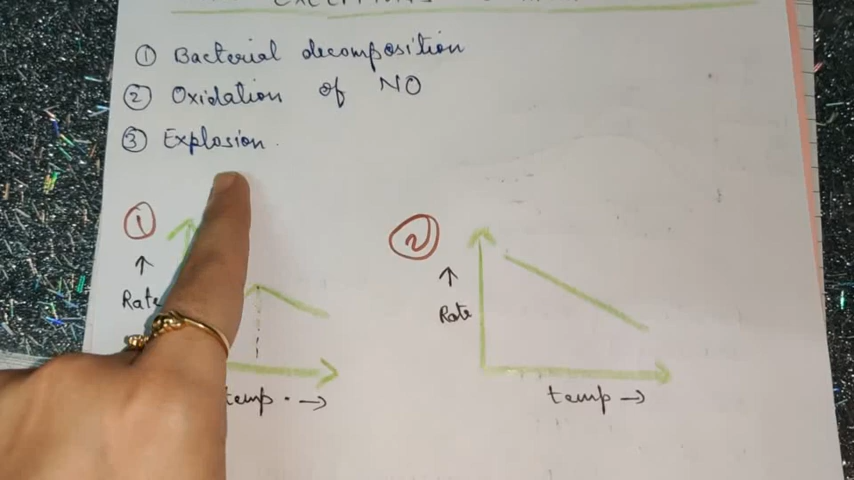 ① Bacterial decomposition
② Oxidation of NO
③ Explosion.
①
↑
Rate
temp. →
②
↑
Rate
temp →